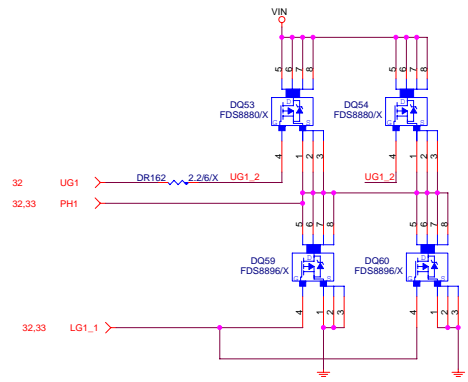 VIN
5 6 7 8
5 6 7 8
DQ53
FDS8880/X
D
G
S
DQ54
FDS8880/X
D
G
S
4
1 2 3
4
1 2 3
32 UG1 DR162 2.2/6/X UG1_2
UG1_2
32,33 PH1
5 6 7 8
5 6 7 8
DQ59
FDS8896/X
D
G
S
DQ60
FDS8896/X
D
G
S
4
1 2 3
4
1 2 3
32,33 LG1_1